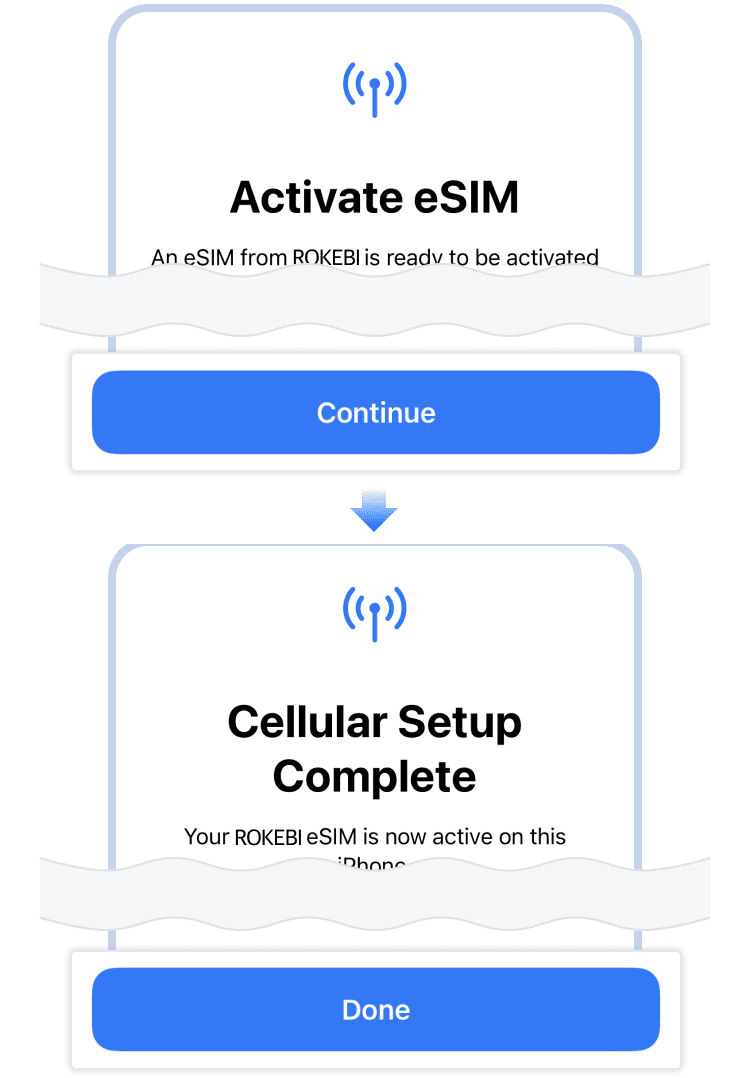 Activate eSIM
An eSIM from ROKEBI is ready to be activated
Continue
Cellular Setup
Complete
Your ROKEBI eSIM is now active on this
iPhone
Done